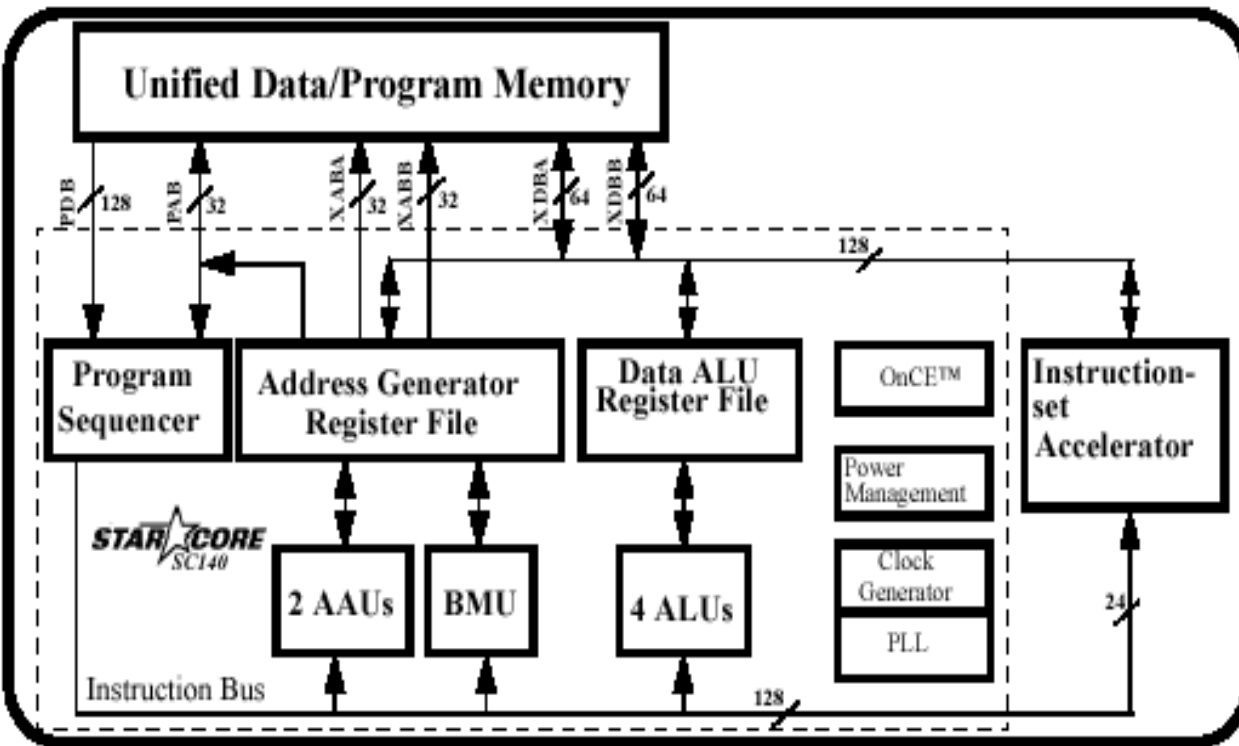 Unified Data/Program Memory
PDB
128
PAB
32
XABA
32
XABB
32
XDBA
64
XDBB
64
128
Program
Sequencer
Address Generator
Register File
Data ALU
Register File
OnCE™
Instruction-
set
Accelerator
Power
Management
STAR CORE
SC140
2 AAUs
BMU
4 ALUs
Clock
Generator
PLL
24
Instruction Bus
128